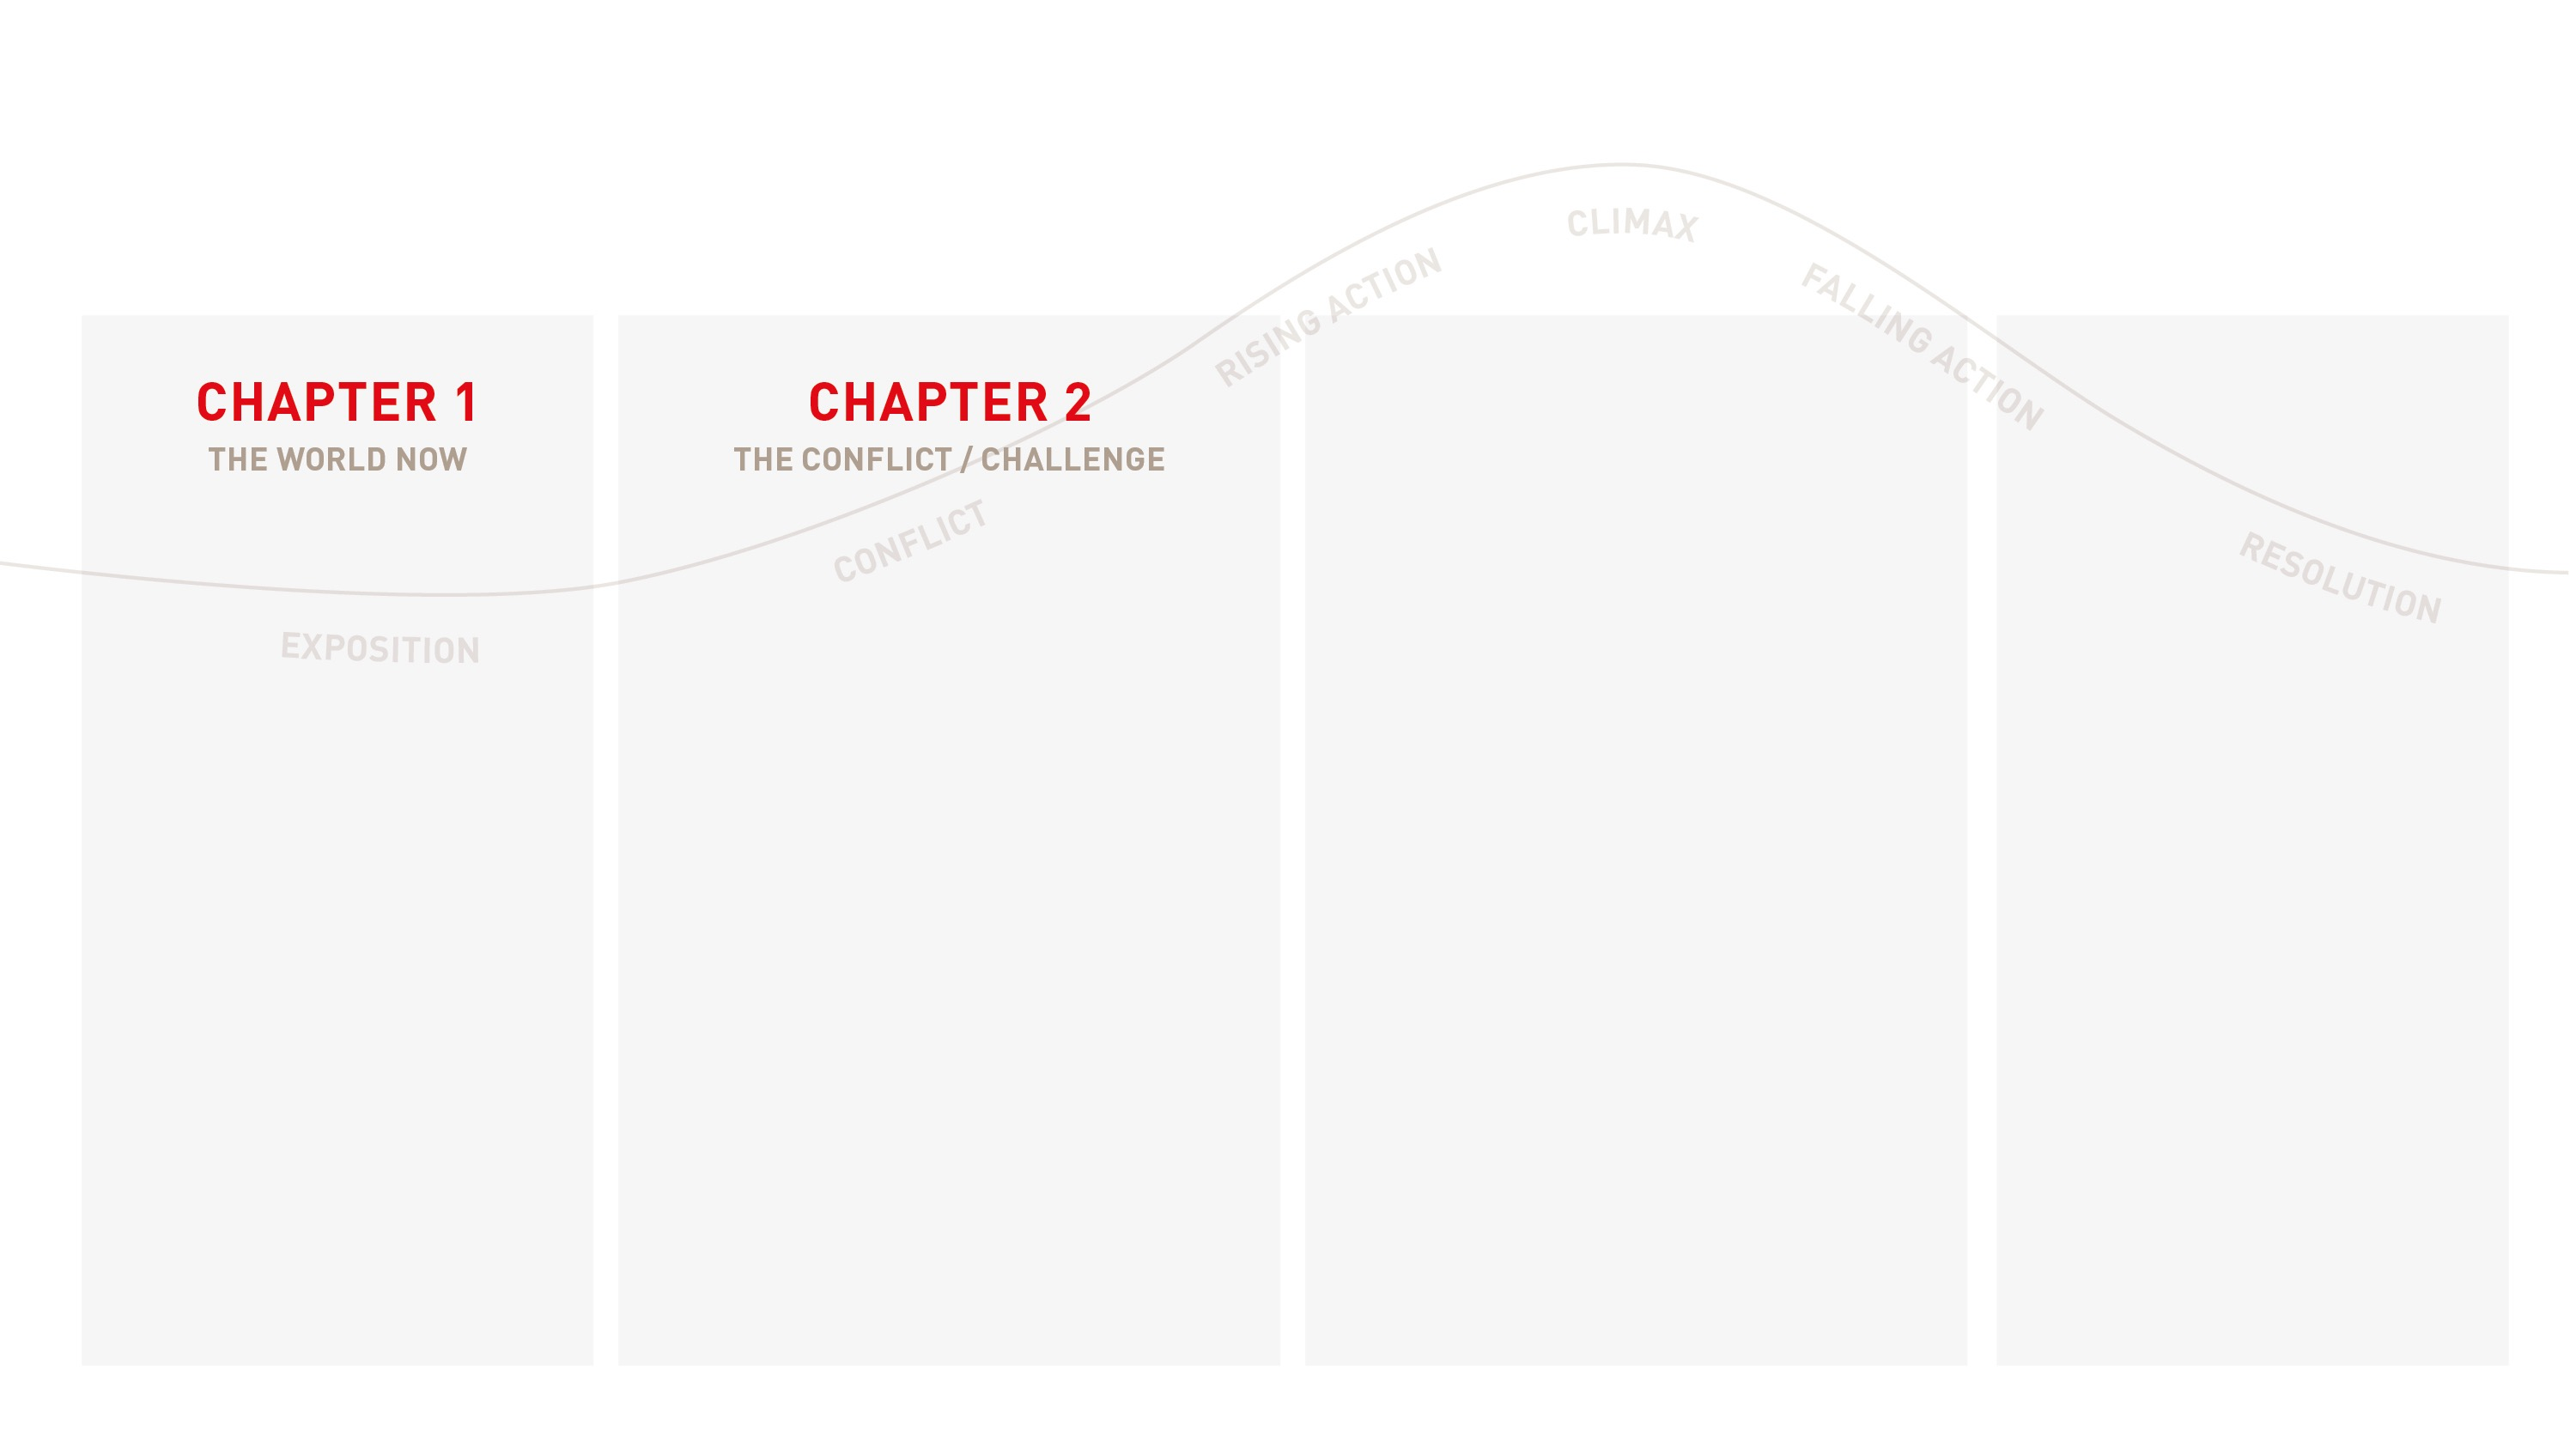 CLIMAX
RISING ACTION
FALLING ACTION
CHAPTER 1
THE WORLD NOW
CHAPTER 2
THE CONFLICT / CHALLENGE
CONFLICT
EXPOSITION
RESOLUTION